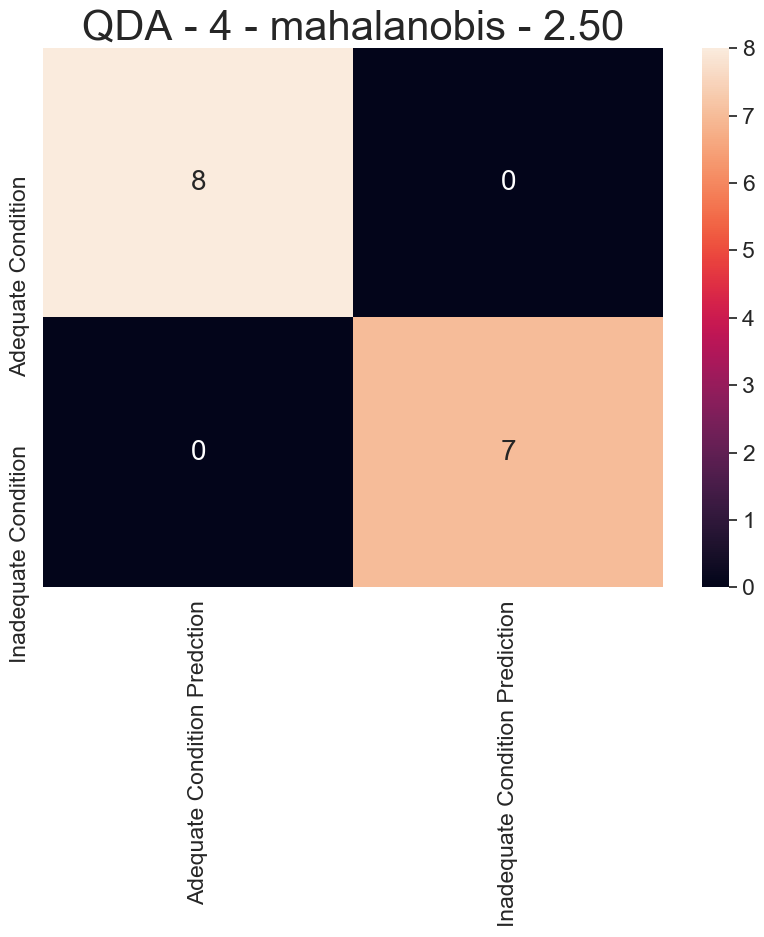 QDA - 4 - mahalanobis - 2.50
Adequate Condition
Inadequate Condition
8
0
0
7
Adequate Condition Predction
Inadequate Condition Prediction
8
7
6
5
4
3
2
1
0